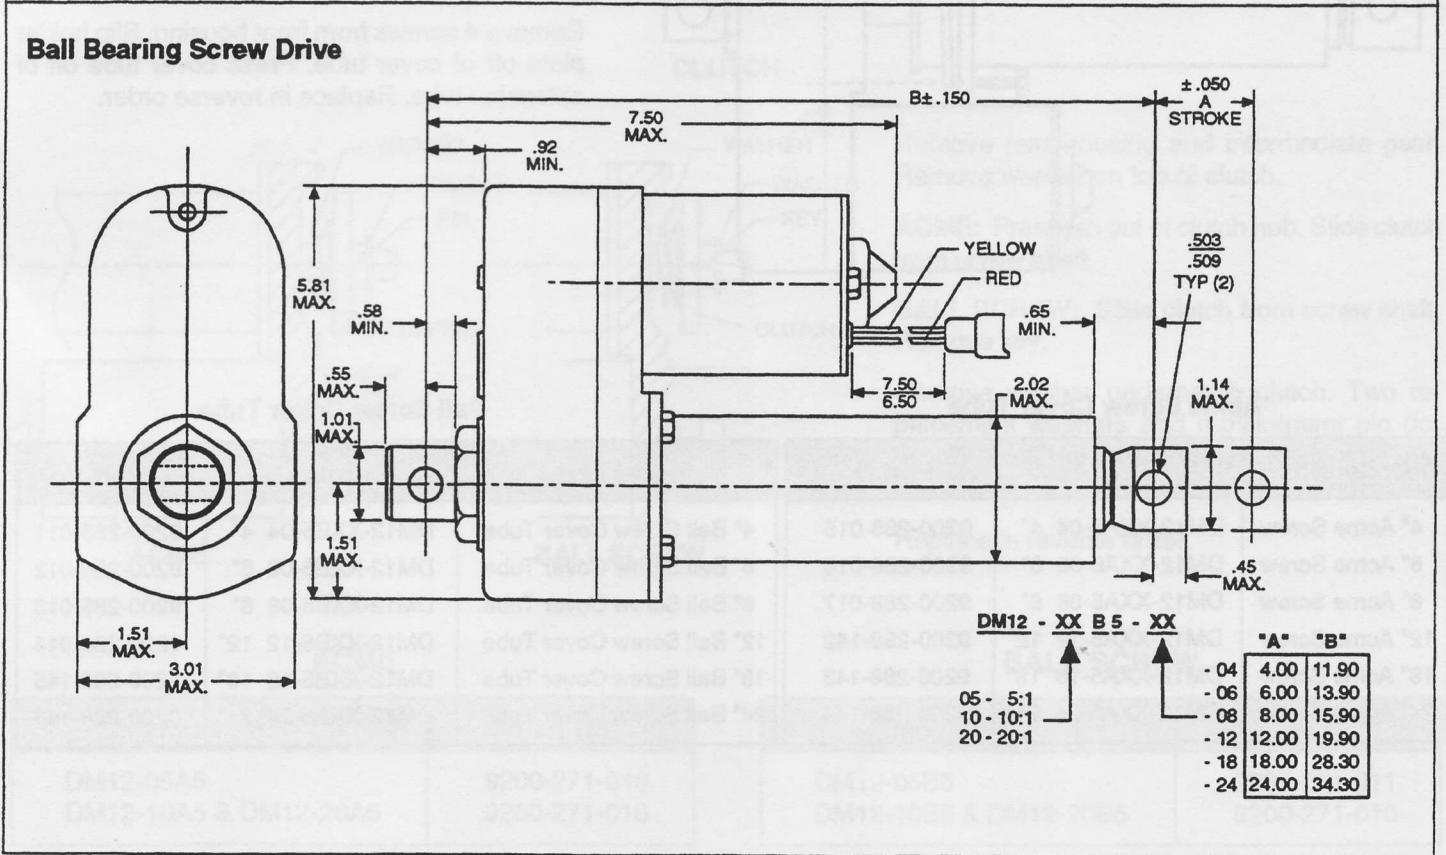 Ball Bearing Screw Drive
B±.150
±.050
A
STROKE
7.50
MAX.
.92
MIN.
5.81
MAX.
.58
MIN.
YELLOW
RED
.503
.509
TYP (2)
.65
MIN.
.55
MAX.
7.50
6.50
2.02
MAX.
1.14
MAX.
1.01
MAX.
1.51
MAX.
.45
MAX.
1.51
MAX.
3.01
MAX.
DM12 - XX B 5 - XX
05 - 5:1
10 - 10:1
20 - 20:1
"A" "B"
- 04 4.00 11.90
- 06 6.00 13.90
- 08 8.00 15.90
- 12 12.00 19.90
- 18 18.00 28.30
- 24 24.00 34.30